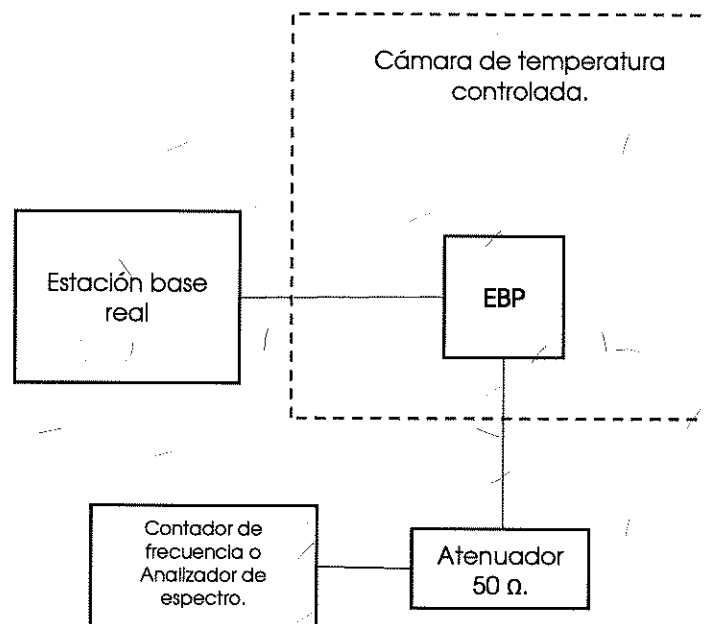 Cámara de temperatura
controlada.
Estación base
real
EBP
Contador de
frecuencia o
Analizador de
espectro.
Atenuador
50 Ω.